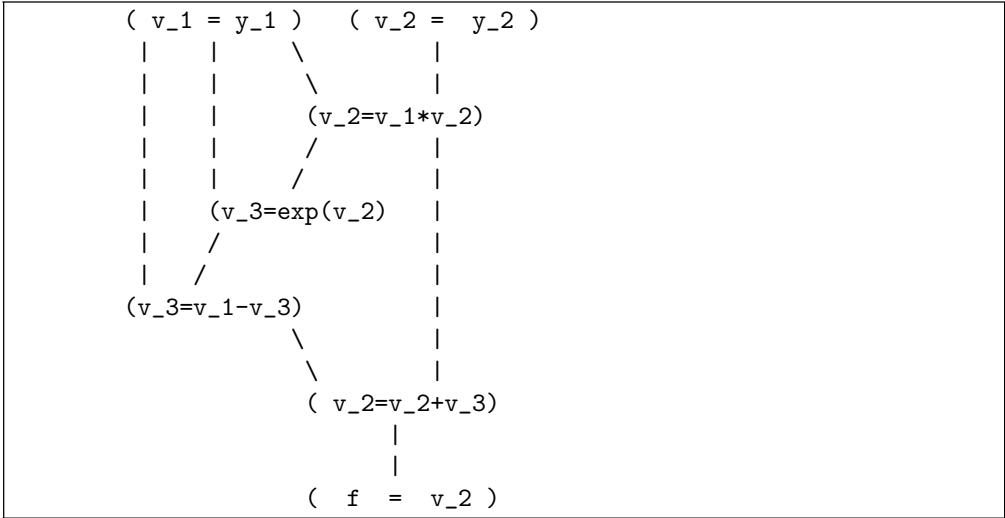 ( v_1 = y_1 ) ( v_2 = y_2 )
(v_2=v_1*v_2)
(v_3=exp(v_2)
(v_3=v_1-v_3)
( v_2=v_2+v_3)
( f = v_2 )